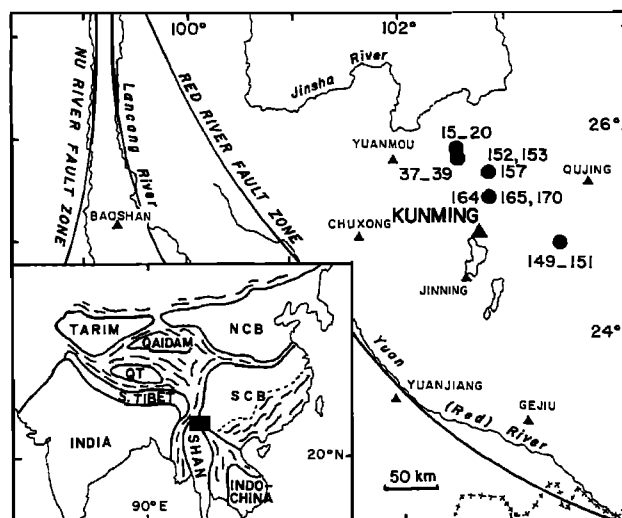 100°
102°
NU RIVER FAULT ZONE
Lancang River
RED RIVER FAULT ZONE
Jinsha River
26°
YUANMOU
15_20
152,153
37_39
157
QUJING
164
165,170
BAOSHAN
CHUXONG
KUNMING
149_151
JINNING
24°
Yuan (Red) River
YUANJIANG
GEJIU
50 km
TARIM
NCB
QAIDAM
QT
S. TIBET
SCB
INDIA
SHAN
INDO-
CHINA
20°N
90°E